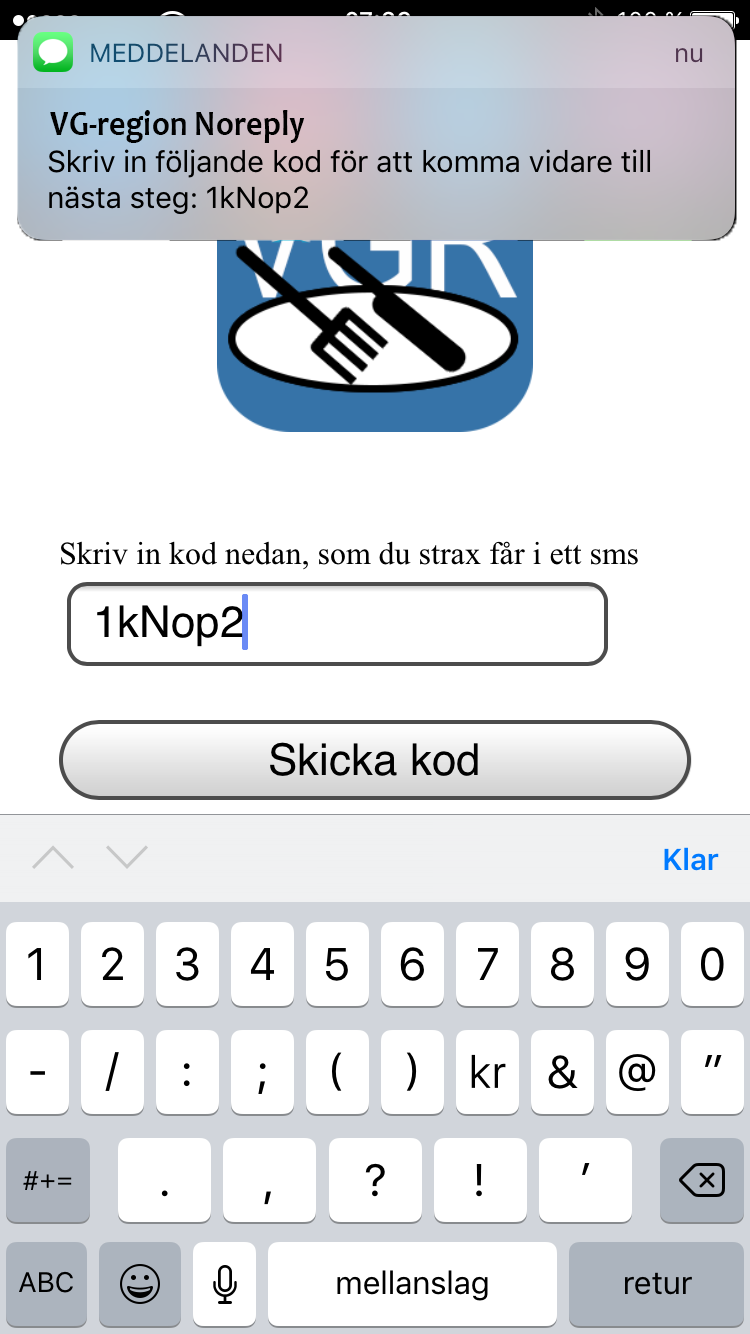 MEDDELANDEN nu
VG-region Noreply
Skriv in följande kod för att komma vidare till
nästa steg: 1kNop2
VGR
Skriv in kod nedan, som du strax får i ett sms
1kNop2
Skicka kod
Klar
1 2 3 4 5 6 7 8 9 0
- / : ; ( ) kr & @ "
#+= . , ? ! '
ABC mellanslag retur